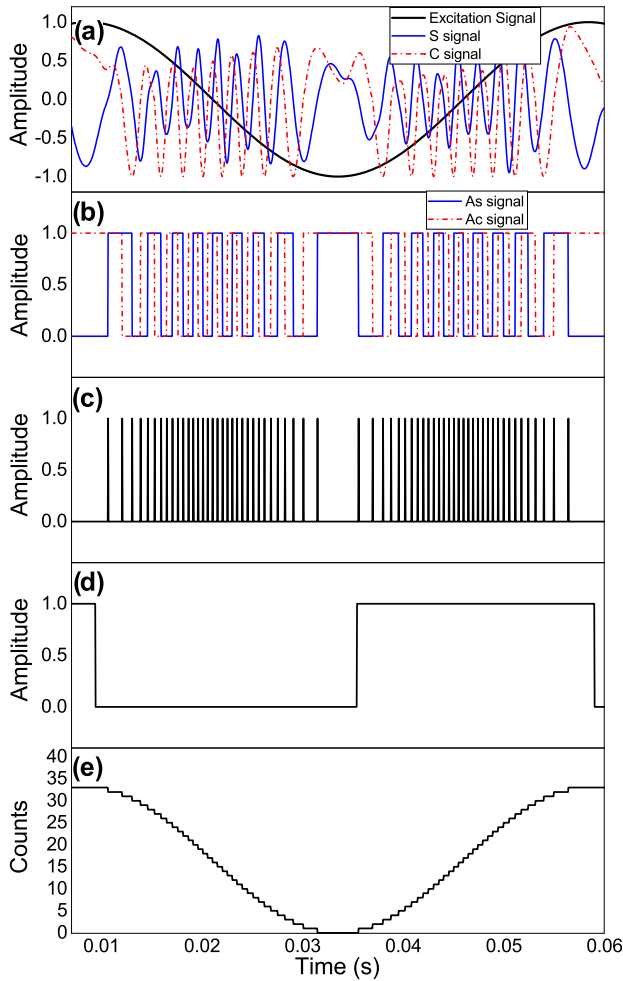 (a)
1.0
0.5
0.0
-0.5
-1.0
Amplitude
Excitation Signal
S signal
C signal
(b)
1.0
0.5
0.0
Amplitude
As signal
Ac signal
(c)
1.0
0.5
0.0
Amplitude
(d)
1.0
0.5
0.0
Amplitude
(e)
40
35
30
25
20
15
10
5
0
Counts
0.01 0.02 0.03 0.04 0.05 0.06
Time (s)